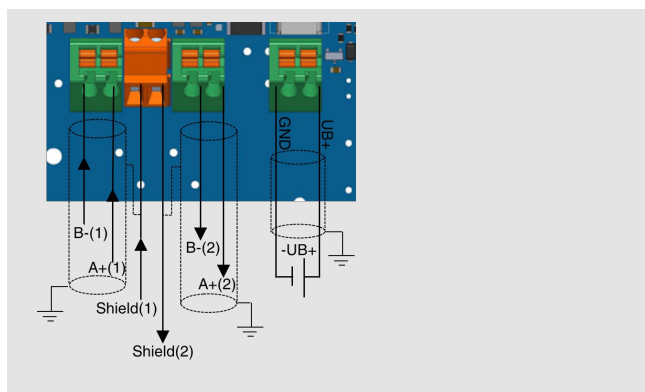 GND
UB+
B-(1)
B-(2)
-UB+
A+(1)
A+(2)
Shield(1)
Shield(2)